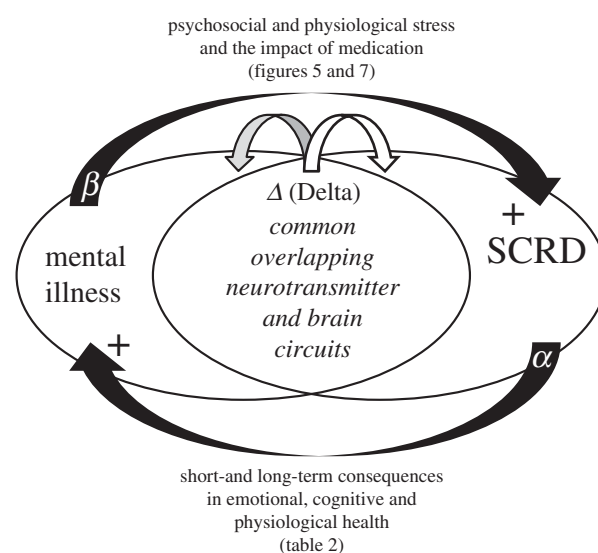 psychosocial and physiological stress
and the impact of medication
(figures 5 and 7)
β
Δ (Delta)
common
overlapping
neurotransmitter
and brain
circuits
mental
illness
+
+
SCRD
α
short-and long-term consequences
in emotional, cognitive and
physiological health
(table 2)